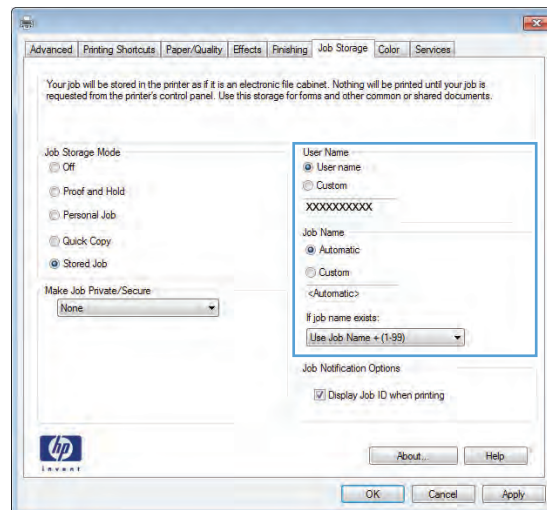 Advanced Printing Shortcuts Paper/Quality Effects Finishing Job Storage Color Services
Your job will be stored in the printer as if it is an electronic file cabinet. Nothing will be printed until your job is
requested from the printer's control panel. Use this storage for forms and other common or shared documents.
Job Storage Mode
Off
Proof and Hold
Personal Job
Quick Copy
Stored Job
Make Job Private/Secure
None
User Name
User name
Custom
XXXXXXXXXX
Job Name
Automatic
Custom
<Automatic>
If job name exists:
Use Job Name + (1-99)
Job Notification Options
Display Job ID when printing
hp
invent
About... Help
OK Cancel Apply